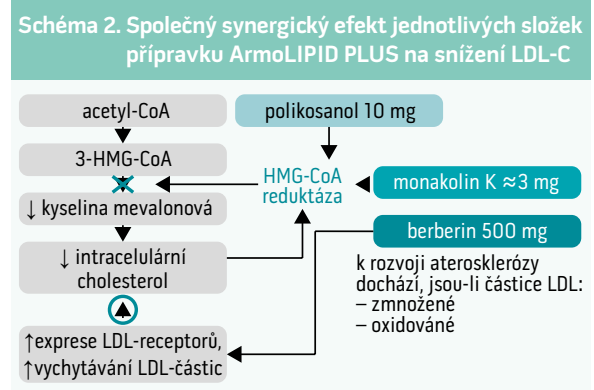 Schéma 2. Společný synergický efekt jednotlivých složek
přípravku ArmoLIPID PLUS na snížení LDL-C
acetyl-CoA
polikosanol 10 mg
3-HMG-CoA
HMG-CoA
reduktáza
monakolin K ≈3 mg
↓ kyselina mevalonová
berberin 500 mg
↓ intracelulární
cholesterol
k rozvoji aterosklerózy
dochází, jsou-li částice LDL:
– zmnožené
– oxidováné
↑exprese LDL-receptorů,
↑vychytávání LDL-částic